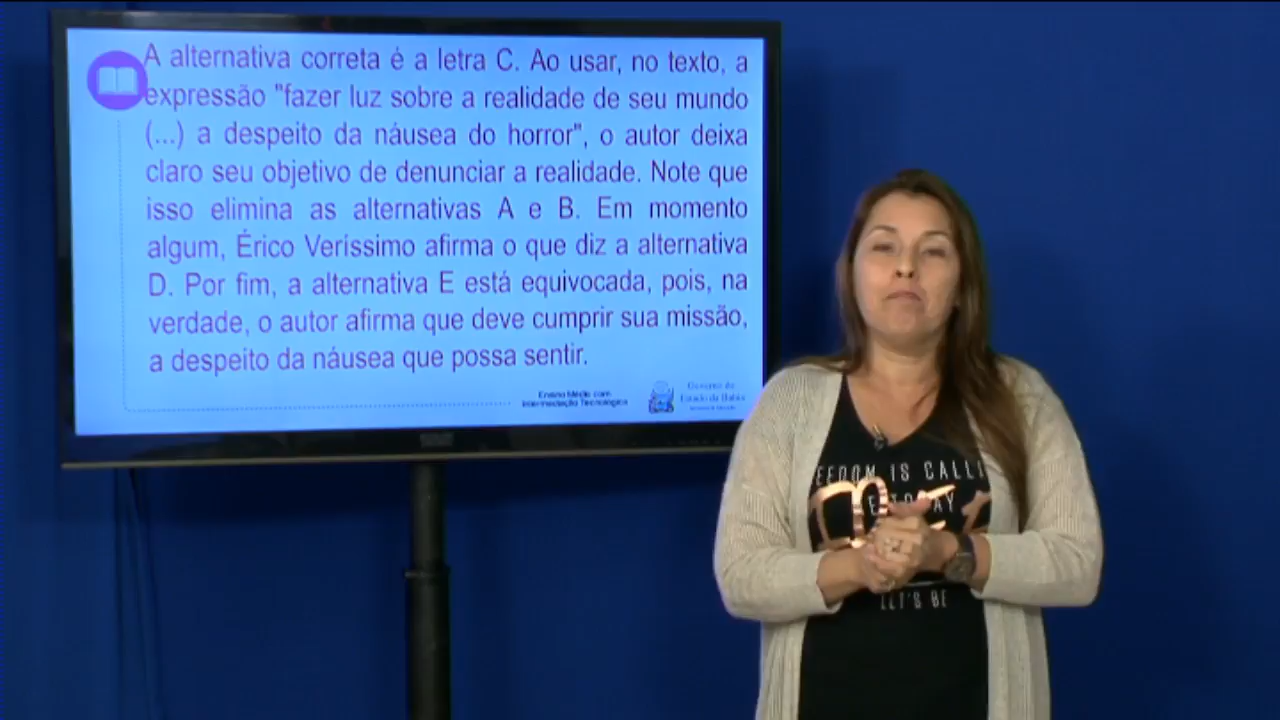 A alternativa correta é a letra C. Ao usar, no texto, a
expressão "fazer luz sobre a realidade de seu mundo
(...) a despeito da náusea do horror", o autor deixa
claro seu objetivo de denunciar a realidade. Note que
isso elimina as alternativas A e B. Em momento
algum, Érico Veríssimo afirma o que diz a alternativa
D. Por fim, a alternativa E está equivocada, pois, na
verdade, o autor afirma que deve cumprir sua missão,
a despeito da náusea que possa sentir.
Ensino Médio com
Intermediação Tecnológica
Governo do
Estado da Bahia
EEDOM IS CALLI
LET'S BE